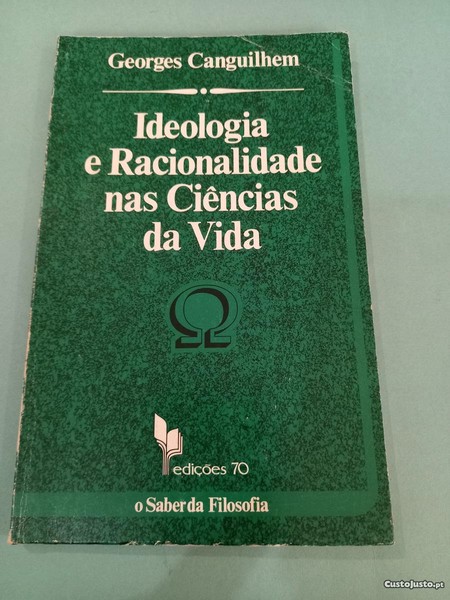 Georges Canguilhem
Ideologia
e Racionalidade
nas Ciências
da Vida
Ω
edições 70
o Saber da Filosofia
CustoJusto.pt